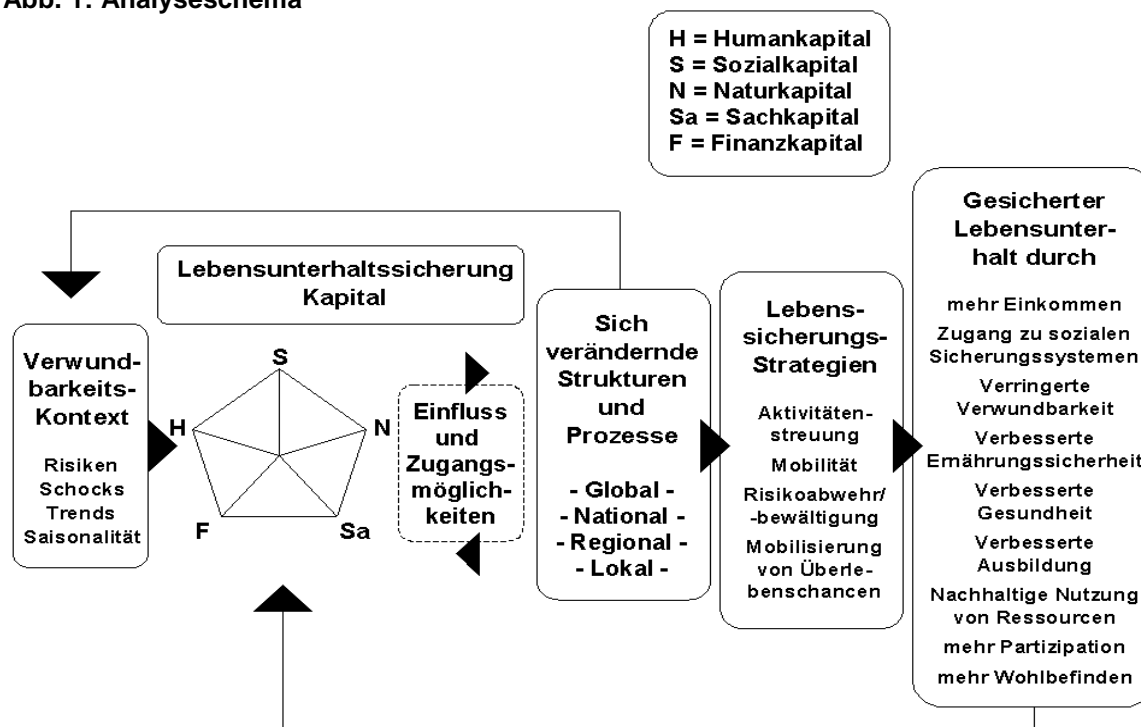 Abb. 1: Analyseschema
H = Humankapital
S = Sozialkapital
N = Naturkapital
Sa = Sachkapital
F = Finanzkapital
Lebensunterhaltssicherung
Kapital
Verwund-
barkeits-
Kontext
Risiken
Schocks
Trends
Saisonalität
S
H
N
F
Sa
Einfluss
und
Zugangs-
möglich-
keiten
Sich
verändernde
Strukturen
und
Prozesse
- Global -
- National -
- Regional -
- Lokal -
Lebens-
sicherungs-
Strategien
Aktivitäten-
streuung
Mobilität
Risikoabwehr/
-bewältigung
Mobilisierung
von Überle-
benschancen
Gesicherter
Lebensunter-
halt durch
mehr Einkommen
Zugang zu sozialen
Sicherungssystemen
Verringerte
Verwundbarkeit
Verbesserte
Ernährungssicherheit
Verbesserte
Gesundheit
Verbesserte
Ausbildung
Nachhaltige Nutzung
von Ressourcen
mehr Partizipation
mehr Wohlbefinden